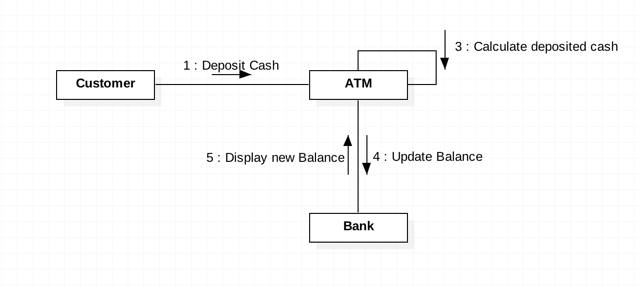 3 : Calculate deposited cash
1 : Deposit Cash
Customer
ATM
5 : Display new Balance
4 : Update Balance
Bank